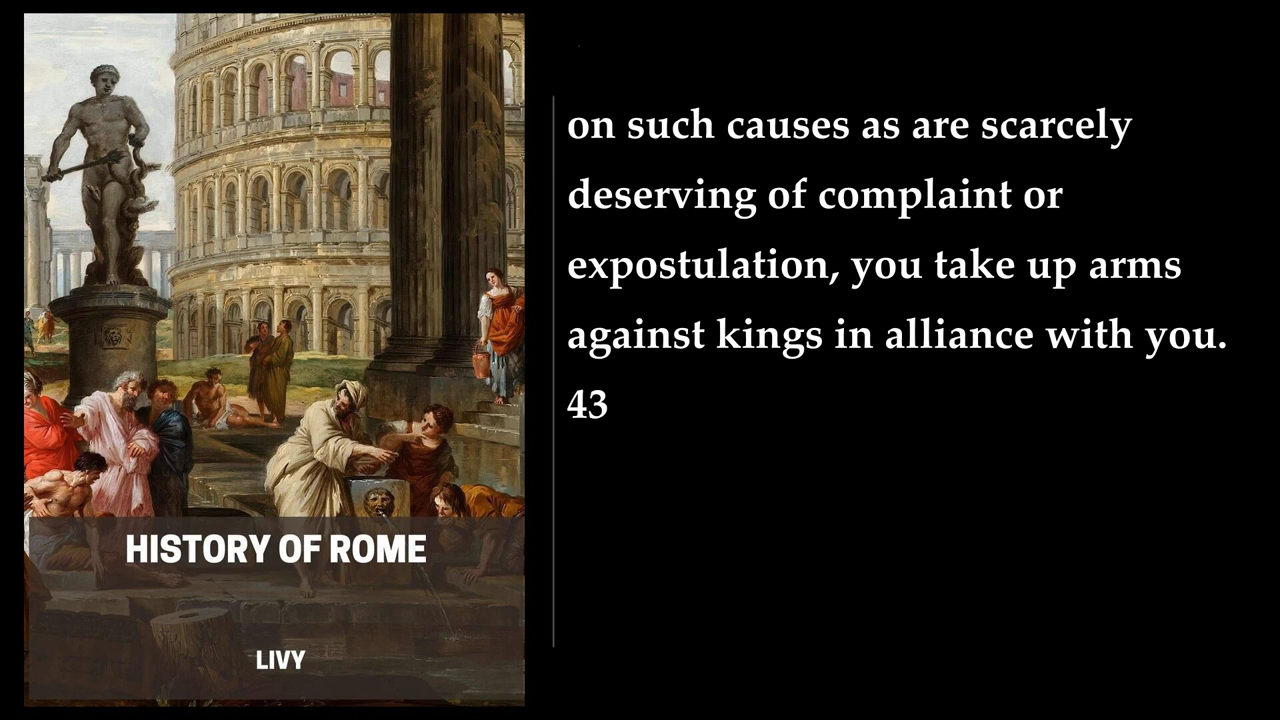 on such causes as are scarcely
deserving of complaint or
expostulation, you take up arms
against kings in alliance with you.
43
HISTORY OF ROME
LIVY